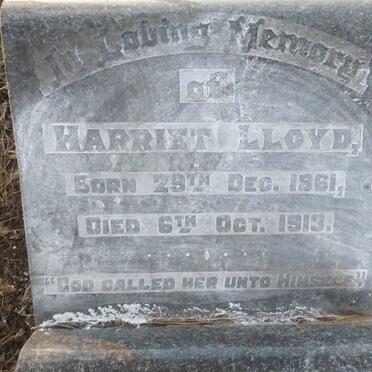 In Loving Memory
of
HARRIET LLOYD,
BORN 29TH DEC. 1861,
DIED 6TH OCT. 1913.
"GOD CALLED HER UNTO HIMSELF."